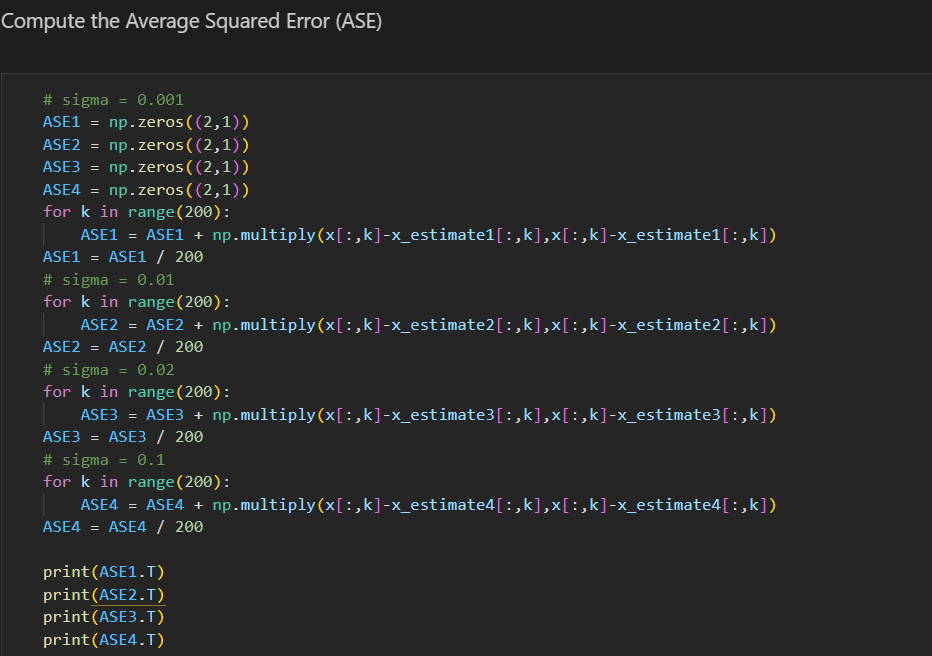 Compute the Average Squared Error (ASE)
# sigma = 0.001
ASE1 = np.zeros((2,1))
ASE2 = np.zeros((2,1))
ASE3 = np.zeros((2,1))
ASE4 = np.zeros((2,1))
for k in range(200):
    ASE1 = ASE1 + np.multiply(x[:,k]-x_estimate1[:,k],x[:,k]-x_estimate1[:,k])
ASE1 = ASE1 / 200
# sigma = 0.01
for k in range(200):
    ASE2 = ASE2 + np.multiply(x[:,k]-x_estimate2[:,k],x[:,k]-x_estimate2[:,k])
ASE2 = ASE2 / 200
# sigma = 0.02
for k in range(200):
    ASE3 = ASE3 + np.multiply(x[:,k]-x_estimate3[:,k],x[:,k]-x_estimate3[:,k])
ASE3 = ASE3 / 200
# sigma = 0.1
for k in range(200):
    ASE4 = ASE4 + np.multiply(x[:,k]-x_estimate4[:,k],x[:,k]-x_estimate4[:,k])
ASE4 = ASE4 / 200
print(ASE1.T)
print(ASE2.T)
print(ASE3.T)
print(ASE4.T)